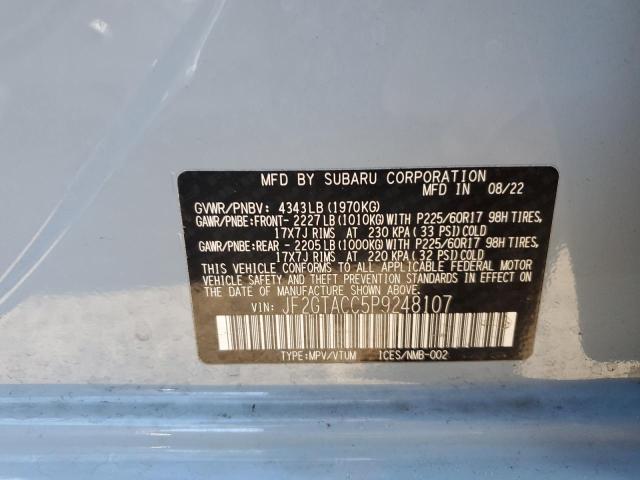 MFD BY SUBARU CORPORATION
MFD IN 08/22
GVWR/PNBV: 4343LB (1970KG)
GAWR/PNBE:FRONT- 2227LB (1010KG) WITH P225/60R17 98H TIRES,
17X7J RIMS AT 230 KPA (33 PSI) COLD
GAWR/PNBE:REAR - 2205LB (1000KG) WITH P225/60R17 98H TIRES,
17X7J RIMS AT 220 KPA (32 PSI) COLD
THIS VEHICLE CONFORMS TO ALL APPLICABLE FEDERAL MOTOR
VEHICLE SAFETY AND THEFT PREVENTION STANDARDS IN EFFECT ON
THE DATE OF MANUFACTURE SHOWN ABOVE.
VIN: JF2GTACC5P9248107
TYPE:MPV/VTUM ICES/NMB-002